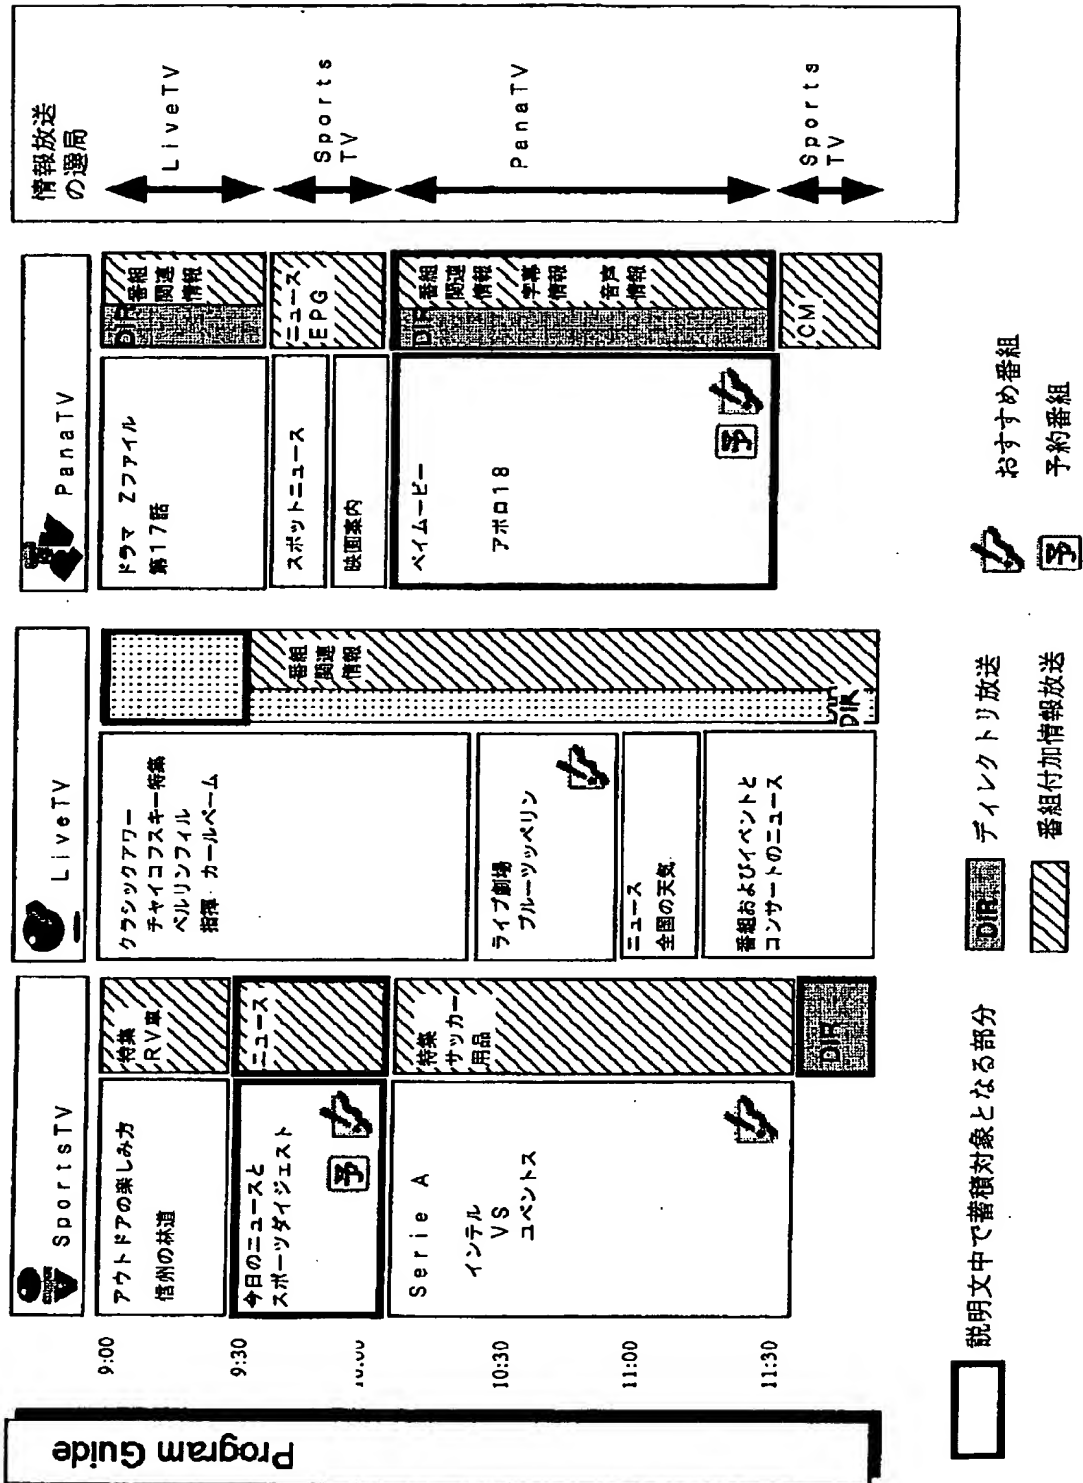 Program Guide
9:00
9:30
10:30
11:00
11:30
SportsTV
アウトドアの楽しみ方
信州の林道
特集
RV車
今日のニュースと
スポーツダイジェスト
予
ニュース
Serie A
インテル
VS
ユベントス
特集
サッカー
用品
DIR
LiveTV
クラシックアワー
チャイコフスキー特集
ベルリンフィル
指揮 カールベーム
ライブ劇場
ブルーツッペリン
ニュース
全国の天気
番組およびイベントと
コンサートのニュース
番組
関連
情報
DIR
DIR
PanaTV
ドラマ Zファイル
第17話
DIR
番組
関連
情報
スポットニュース
映画案内
ニュース
EPG
ペイムービー
アポロ18
予
DIR
番組
関連
情報
字幕
情報
音声
情報
CM
情報放送
の選局
LiveTV
Sports
TV
PanaTV
Sports
TV
説明文中で蓄積対象となる部分
DIR
ディレクトリ放送
番組付加情報放送
おすすめ番組
予
予約番組